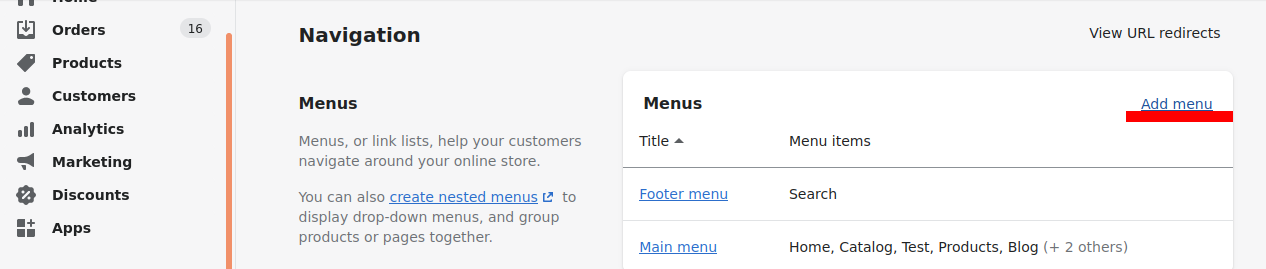 Orders 16
Products
Customers
Analytics
Marketing
Discounts
Apps
Navigation
View URL redirects
Menus
Menus, or link lists, help your customers
navigate around your online store.
You can also create nested menus to
display drop-down menus, and group
products or pages together.
Menus
Add menu
Title Menu items
Footer menu Search
Main menu Home, Catalog, Test, Products, Blog (+ 2 others)